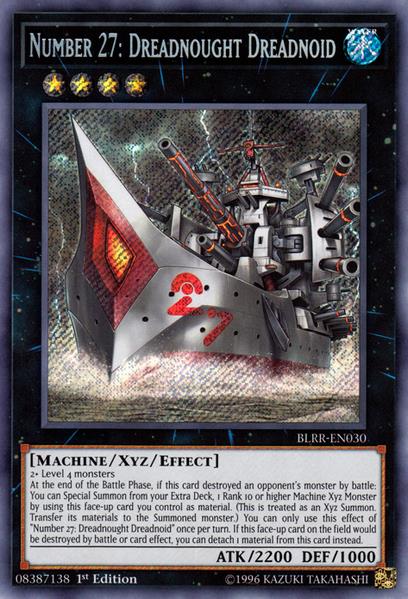 NUMBER 27: DREADNOUGHT DREADNOID
WATER
27
BLRR-EN030
[MACHINE/XYZ/EFFECT]
2+ Level 4 monsters
At the end of the Battle Phase, if this card destroyed an opponent's monster by battle:
You can Special Summon from your Extra Deck, 1 Rank 10 or higher Machine Xyz Monster
by using this face-up card you control as material. (This is treated as an Xyz Summon.
Transfer its materials to the Summoned monster.) You can only use this effect of
"Number 27: Dreadnought Dreadnoid" once per turn. If this face-up card on the field
would be destroyed by battle or card effect, you can detach 1 material from this card instead.
ATK/2200 DEF/1000
08387138 1st Edition ©1996 KAZUKI TAKAHASHI